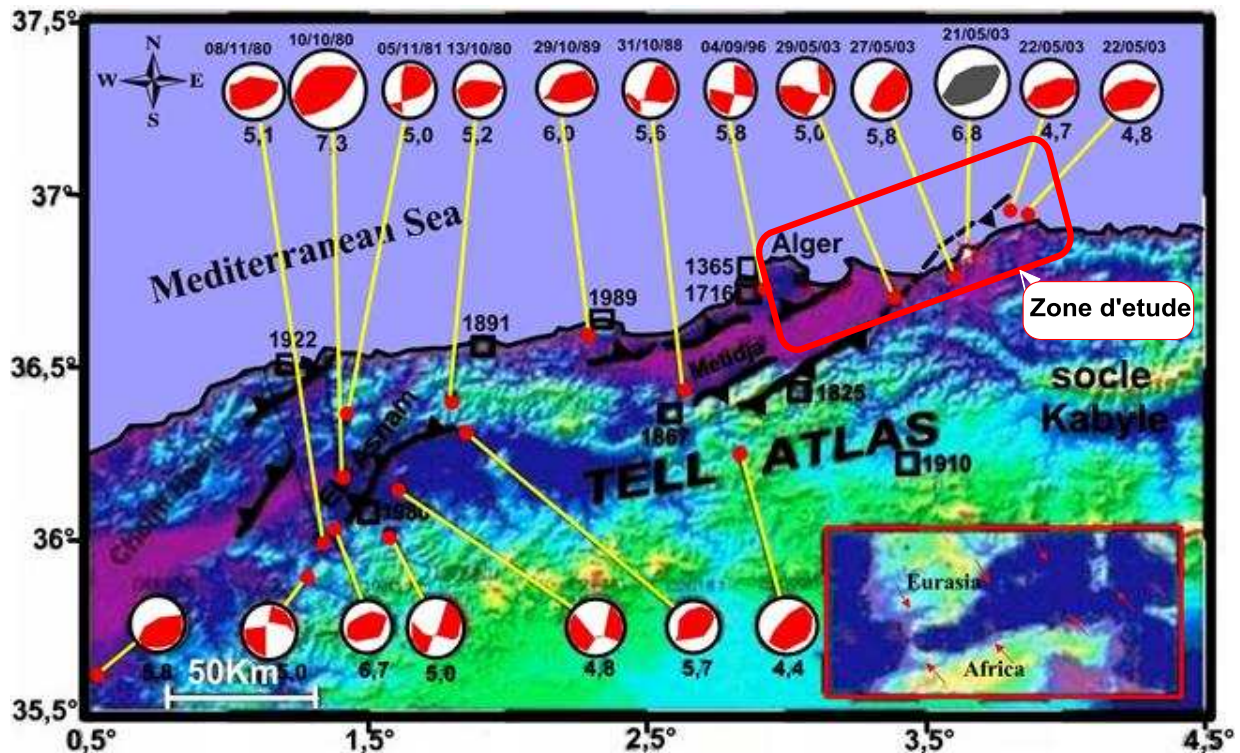 37,5°
N
W E
S
08/11/80 10/10/80 05/11/81 13/10/80 29/10/89 31/10/88 04/09/96 29/05/03 27/05/03 21/05/03 22/05/03 22/05/03
5,1 7,3 5,0 5,2 6,0 5,6 5,8 5,0 5,8 6,8 4,7 4,8
37°
Mediterranean Sea
Alger
1365
1716
Zone d'etude
1989
1891
1922
36,5°
Mitidja
socle
Kabyle
1825
1867
TELL ATLAS
1910
El Asnam
1980
36°
Eurasia
Africa
5,8 5,0 6,7 5,0 4,8 5,7 4,4
50Km
35,5°
0,5° 1,5° 2,5° 3,5° 4,5°